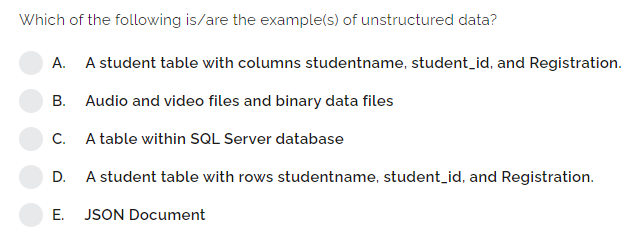 Which of the following is/are the example(s) of unstructured data?
A. A student table with columns studentname, student_id, and Registration.
B. Audio and video files and binary data files
C. A table within SQL Server database
D. A student table with rows studentname, student_id, and Registration.
E. JSON Document